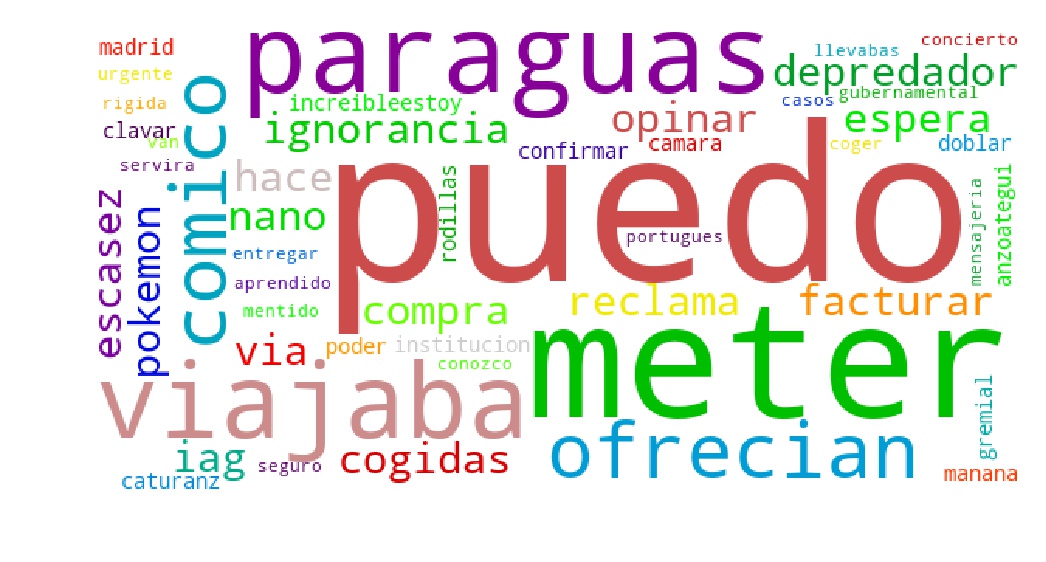 madrid
paraguas
llevabas
concierto
urgente
depredador
rigida
increibleestoy
casos
gubernamental
clavar
van
comico
ignorancia
opinar
espera
servira
confirmar
camara
coger
doblar
hace
rodillas
puedo
mensajeria
anzoategui
escasez
pokemon
nano
portugues
entregar
aprendido
mentido
compra
reclama
facturar
via
poder
institucion
conozco
meter
viajaba
gremial
iag
seguro
cogidas
ofrecian
caturanz
manana